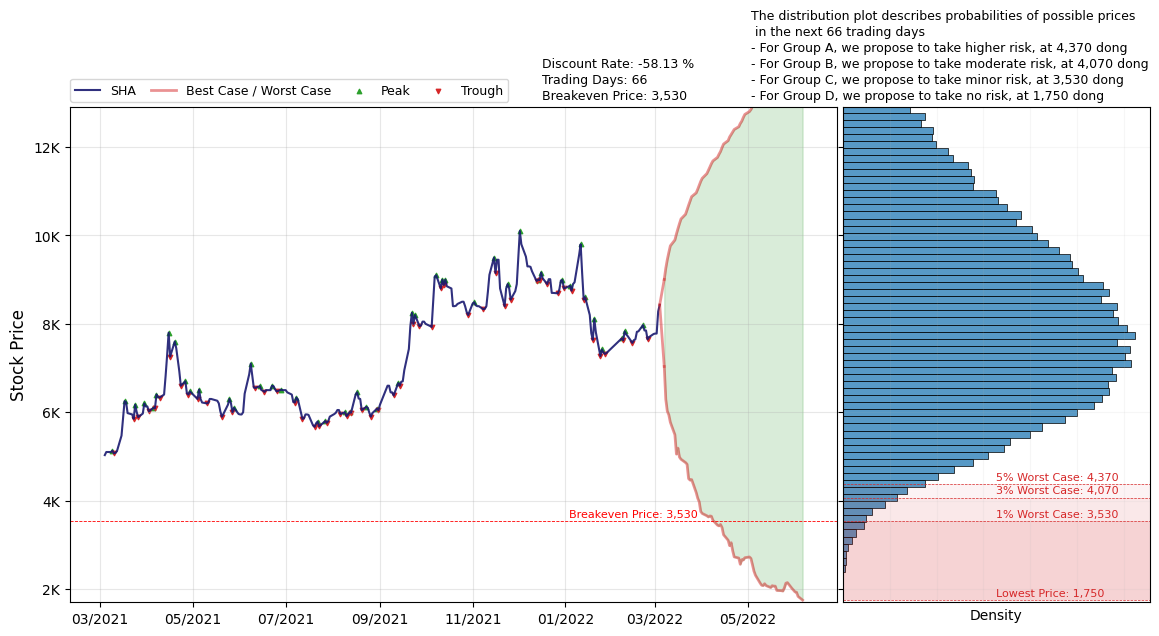 The distribution plot describes probabilities of possible prices
in the next 66 trading days
- For Group A, we propose to take higher risk, at 4,370 dong
- For Group B, we propose to take moderate risk, at 4,070 dong
- For Group C, we propose to take minor risk, at 3,530 dong
- For Group D, we propose to take no risk, at 1,750 dong
Discount Rate: -58.13 %
Trading Days: 66
Breakeven Price: 3,530
SHA
Best Case / Worst Case
Peak
Trough
Stock Price
12K
10K
8K
6K
4K
2K
Breakeven Price: 3,530
03/2021
05/2021
07/2021
09/2021
11/2021
01/2022
03/2022
05/2022
5% Worst Case: 4,370
3% Worst Case: 4,070
1% Worst Case: 3,530
Lowest Price: 1,750
Density